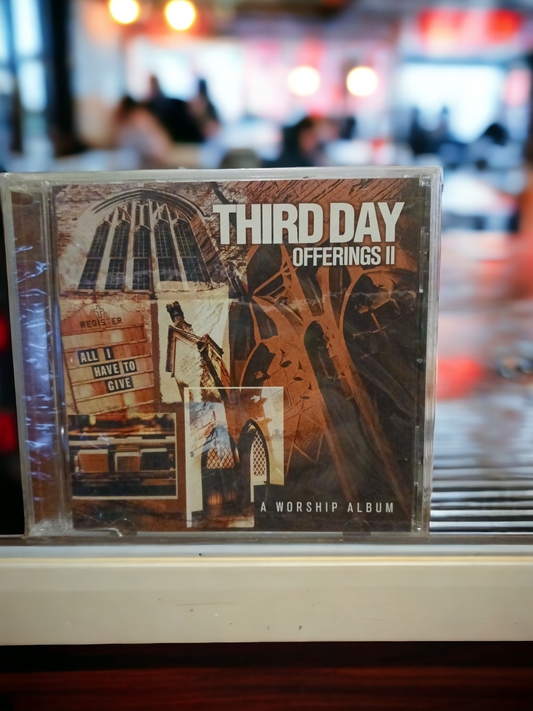 THIRD DAY
OFFERINGS II
REGISTER
ALL I
HAVE TO
GIVE
A WORSHIP ALBUM